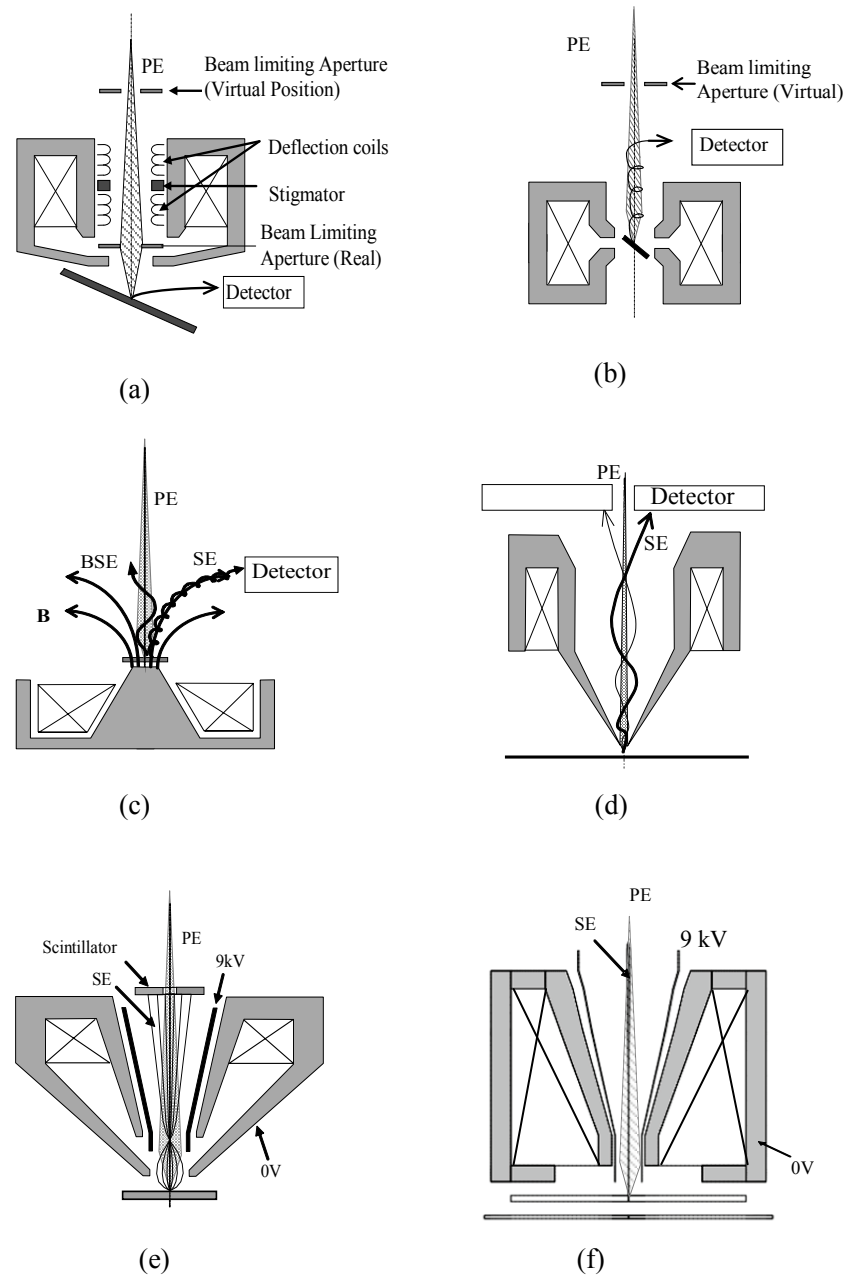 PE
Beam limiting Aperture
(Virtual Position)
Deflection coils
Stigmator
Beam Limiting
Aperture (Real)
Detector
(a)
PE
Beam limiting
Aperture (Virtual)
Detector
(b)
PE
BSE
SE
Detector
B
(c)
PE
Detector
SE
(d)
Scintillator
PE
SE
9kV
0V
(e)
PE
SE
9 kV
0V
(f)